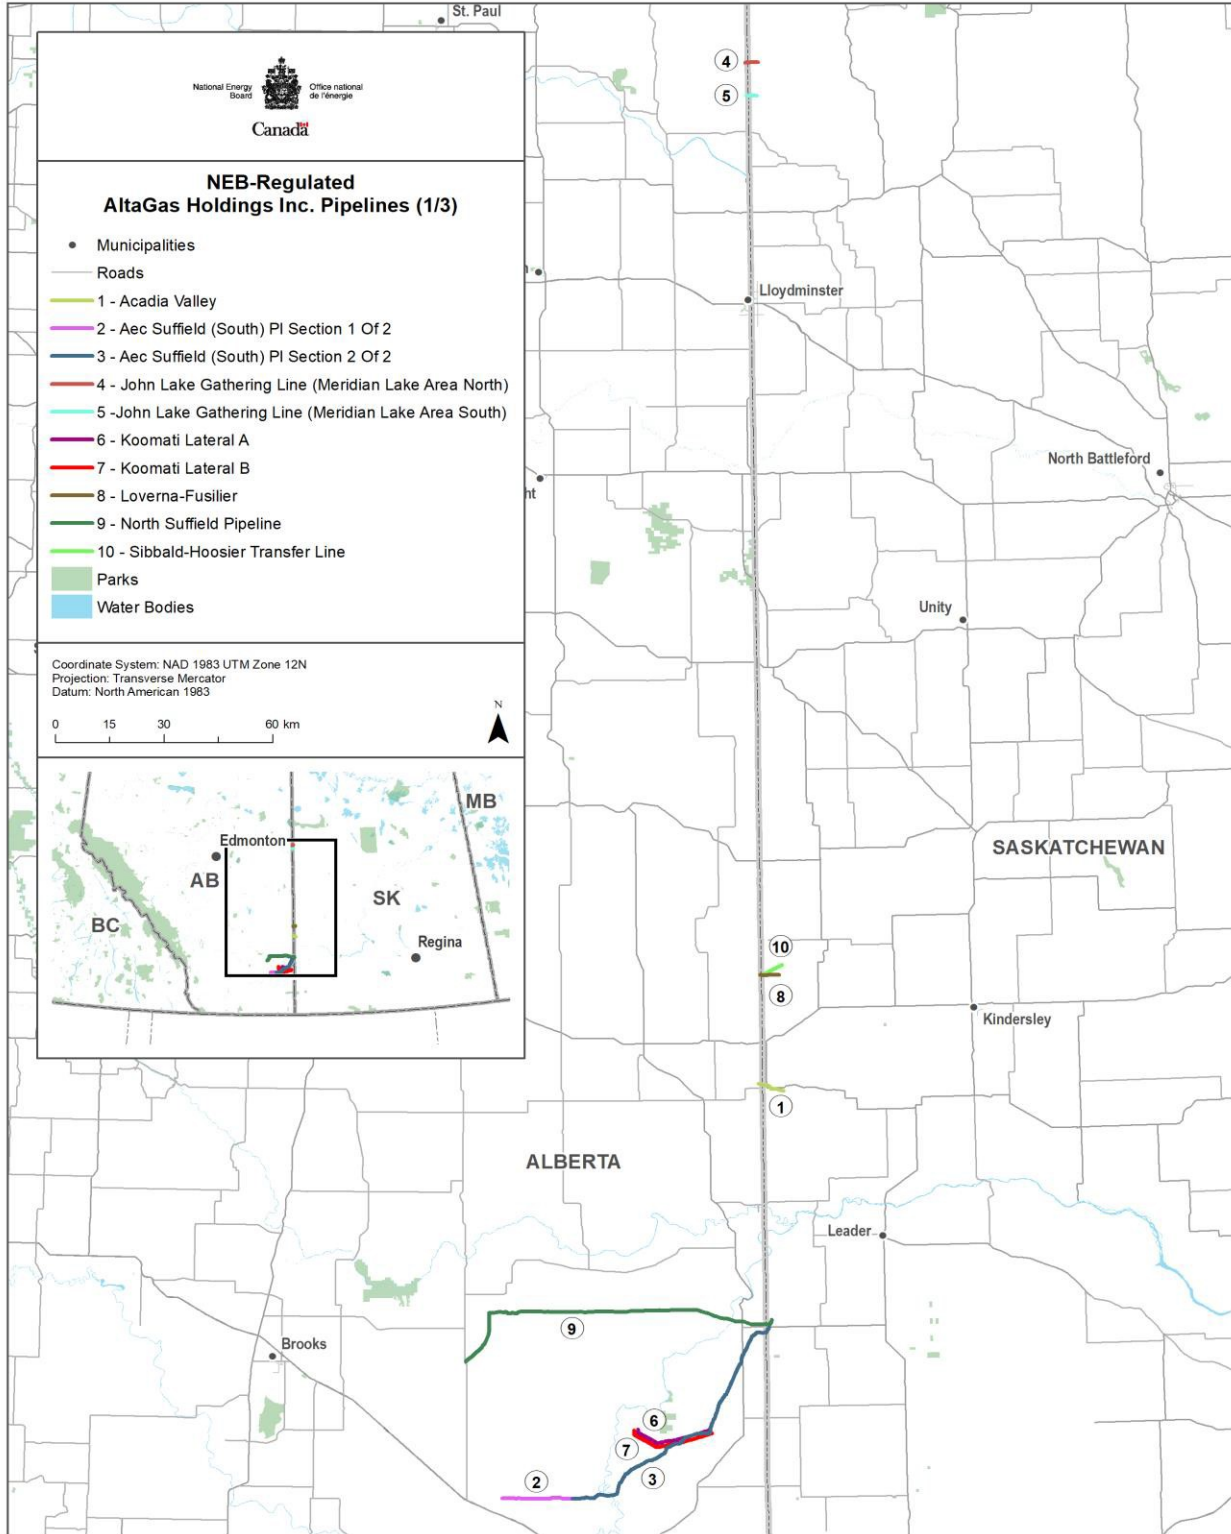 St. Paul
National Energy
Board
Office national
de l'énergie
Canada
NEB-Regulated
AltaGas Holdings Inc. Pipelines (1/3)
Municipalities
Roads
1 - Acadia Valley
2 - Aec Suffield (South) Pl Section 1 Of 2
3 - Aec Suffield (South) Pl Section 2 Of 2
4 - John Lake Gathering Line (Meridian Lake Area North)
5 -John Lake Gathering Line (Meridian Lake Area South)
6 - Koomati Lateral A
7 - Koomati Lateral B
8 - Loverna-Fusilier
9 - North Suffield Pipeline
10 - Sibbald-Hoosier Transfer Line
Parks
Water Bodies
Coordinate System: NAD 1983 UTM Zone 12N
Projection: Transverse Mercator
Datum: North American 1983
N
0 15 30 60 km
MB
Edmonton
AB
SK
BC
Regina
4
5
Lloydminster
North Battleford
ht
Unity
SASKATCHEWAN
10
8
Kindersley
1
ALBERTA
Leader
9
Brooks
6
7
3
2